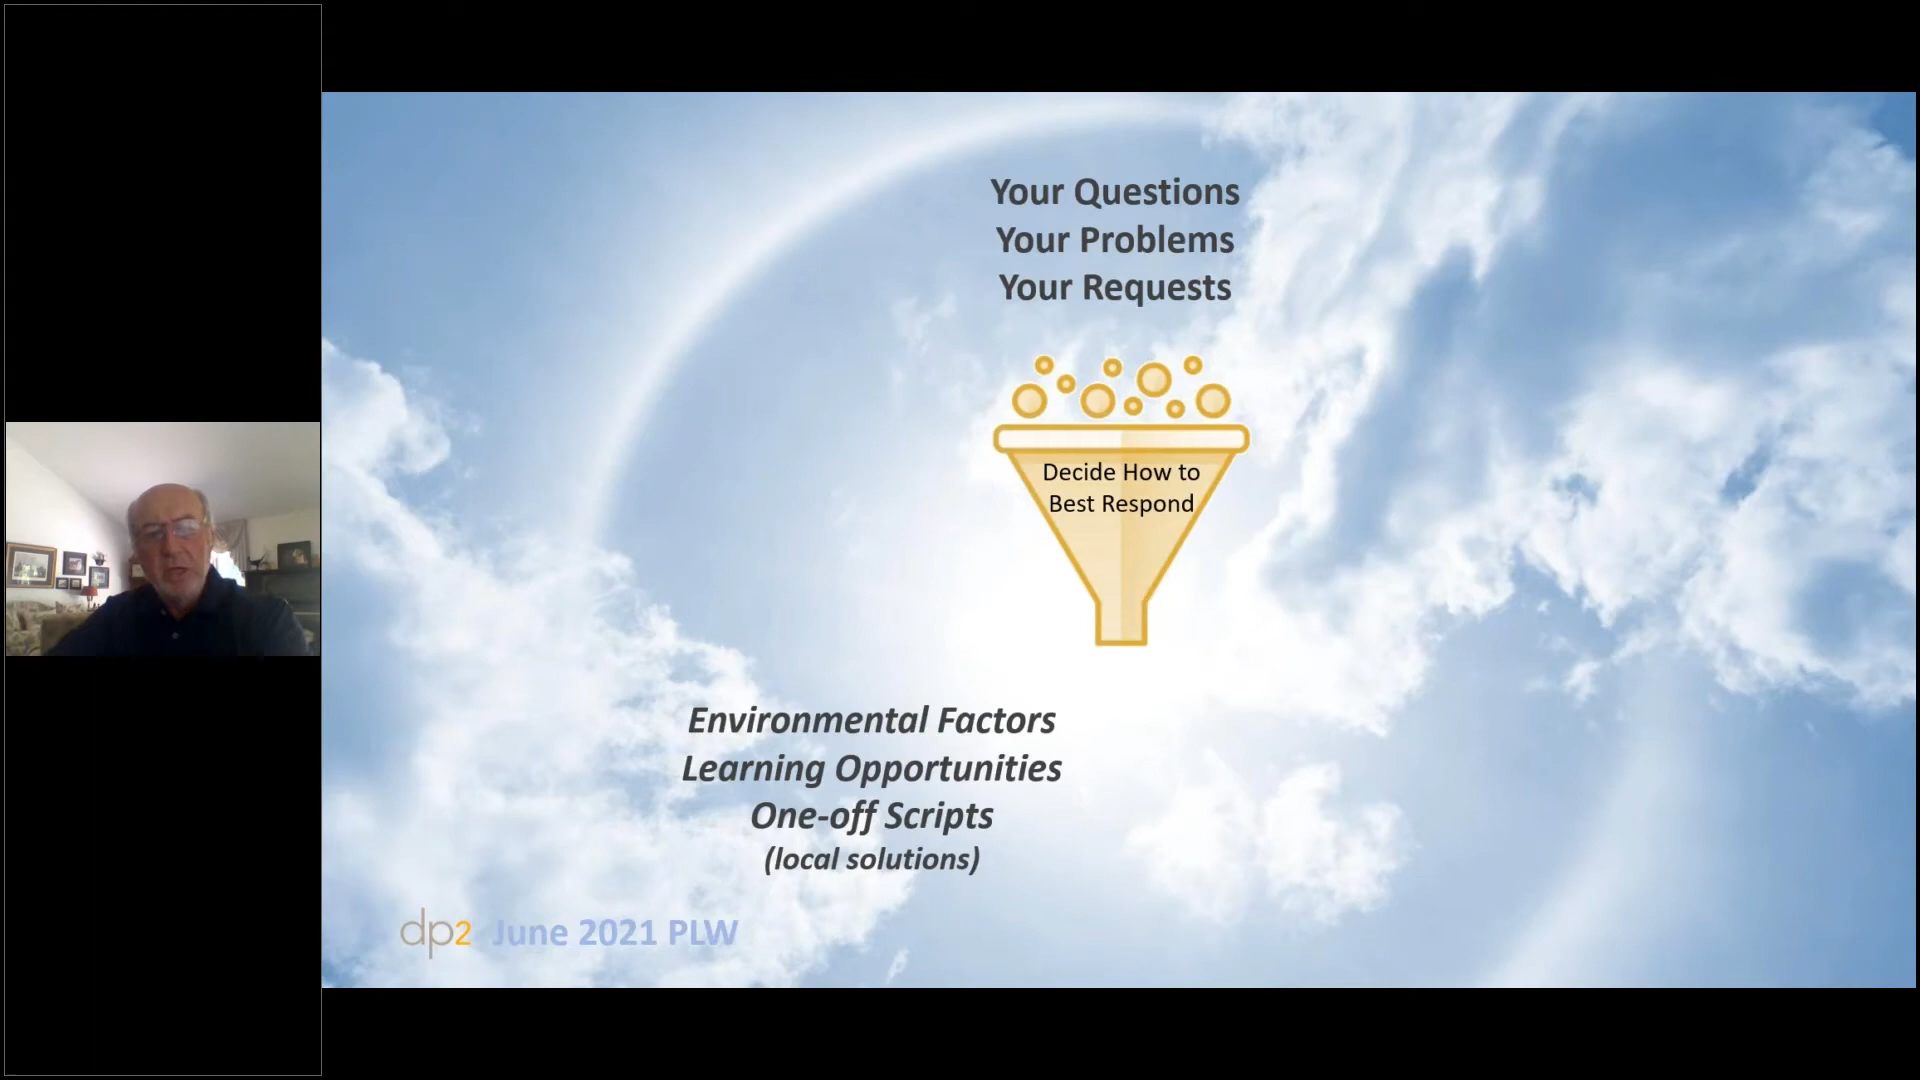 Your Questions
Your Problems
Your Requests
Decide How to
Best Respond
Environmental Factors
Learning Opportunities
One-off Scripts
(local solutions)
dp2 June 2021 PLW